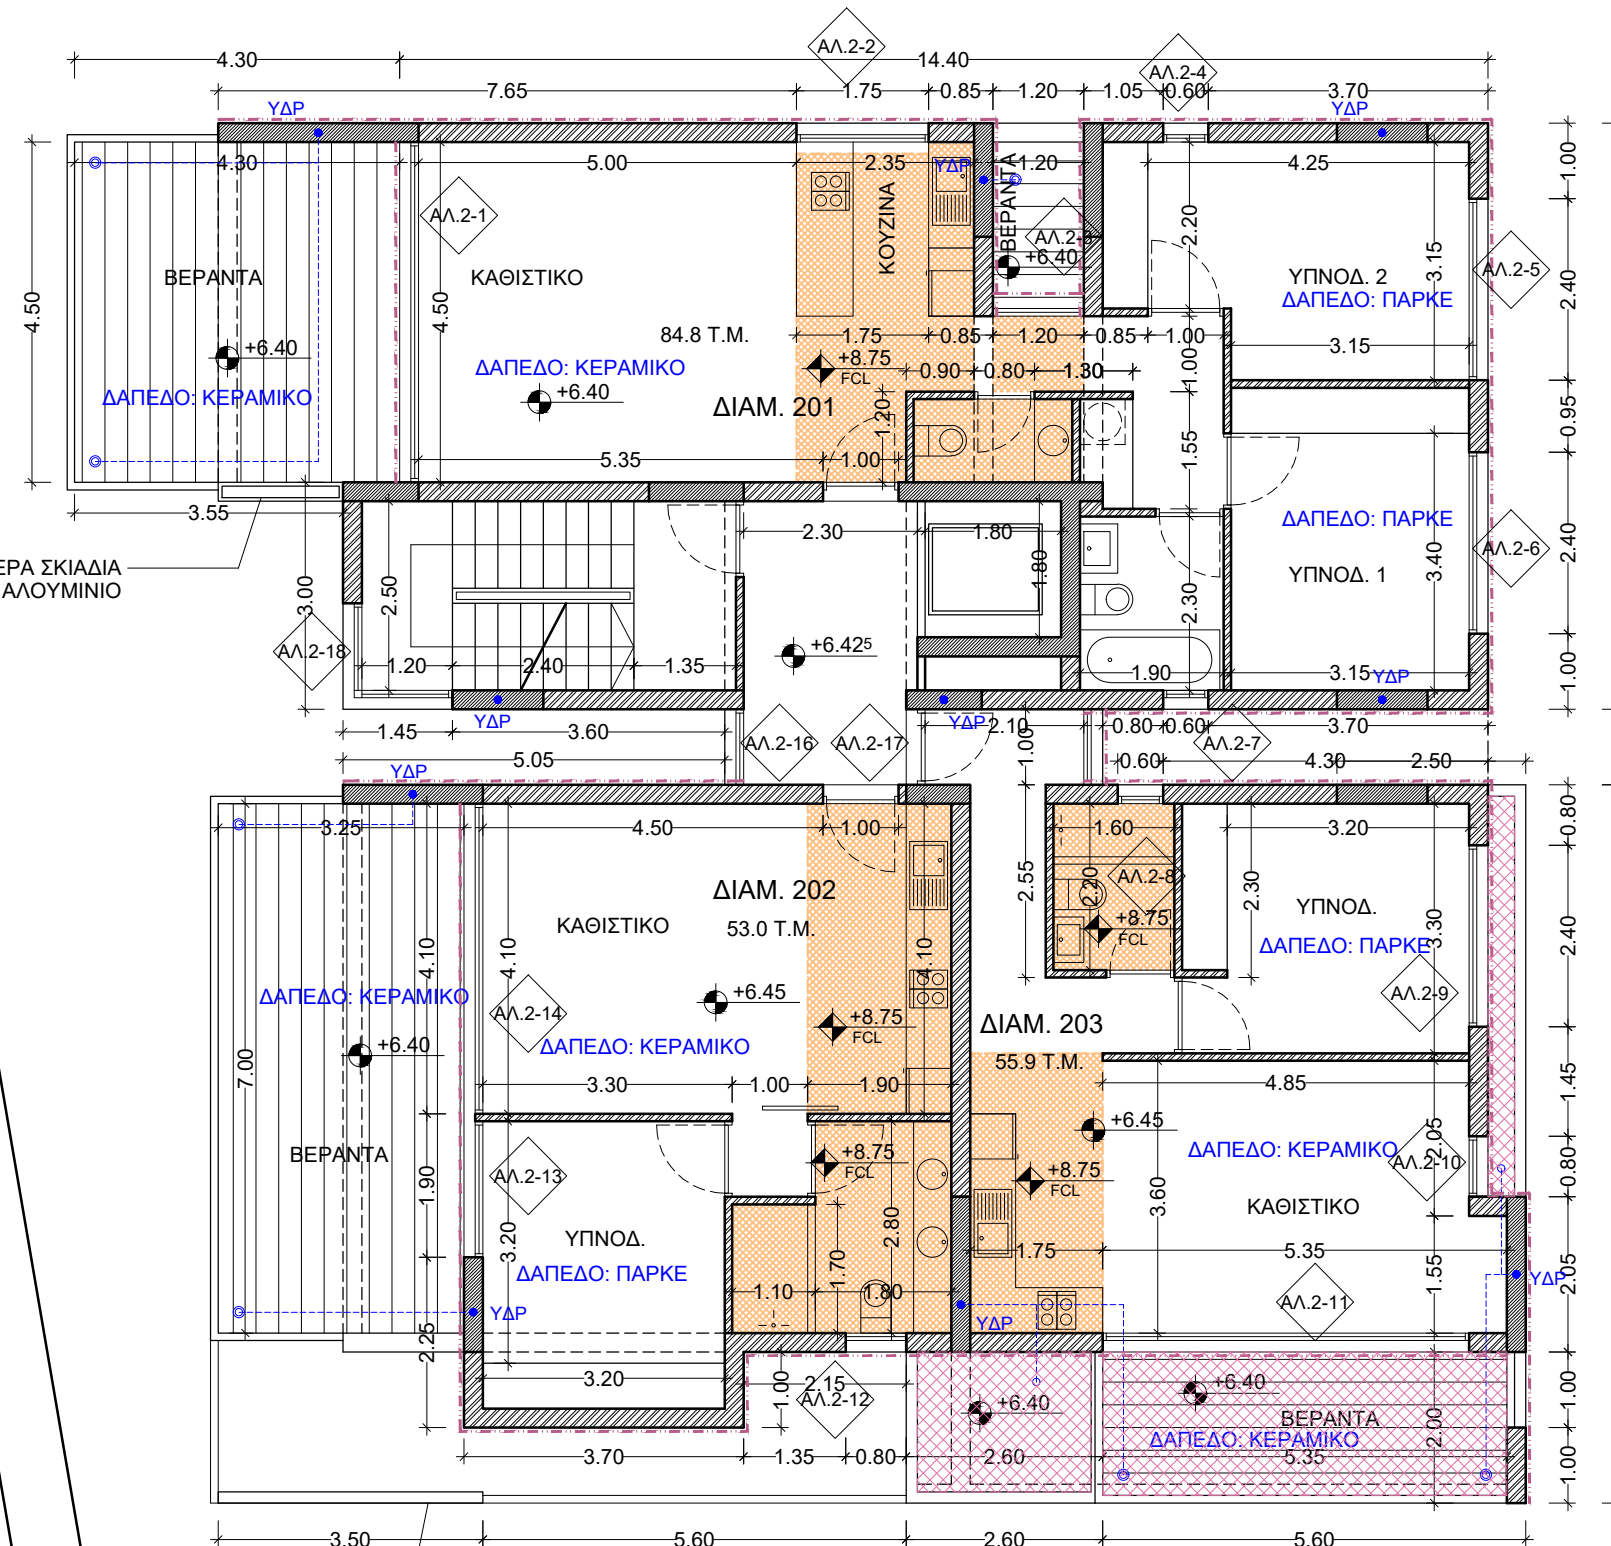 ΑΛ.2-2
4.30
14.40
ΑΛ.2-4
7.65
1.75
0.85
1.20
1.05
0.60
3.70
ΥΔΡ
ΥΔΡ
4.30
5.00
2.35
ΥΔΡ
1.20
4.25
1.00
4.50
4.50
ΑΛ.2-1
ΚΟΥΖΙΝΑ
ΒΕΡΑΝΤΑ
ΑΛ.2-3
+6.40
2.20
3.15
ΑΛ.2-5
2.40
ΒΕΡΑΝΤΑ
ΚΑΘΙΣΤΙΚΟ
ΥΠΝΟΔ. 2
ΔΑΠΕΔΟ: ΠΑΡΚΕ
84.8 Τ.Μ.
1.75
0.85
1.20
0.85
1.00
3.15
+6.40
ΔΑΠΕΔΟ: ΚΕΡΑΜΙΚΟ
+8.75
FCL
0.90
0.80
1.30
1.00
ΔΑΠΕΔΟ: ΚΕΡΑΜΙΚΟ
+6.40
ΔΙΑΜ. 201
1.20
0.95
5.35
1.00
1.55
3.55
2.30
1.80
ΔΑΠΕΔΟ: ΠΑΡΚΕ
3.40
ΑΛ.2-6
2.40
ΕΡΑ ΣΚΙΑΔΙΑ
ΑΛΟΥΜΙΝΙΟ
1.80
ΥΠΝΟΔ. 1
3.00
2.50
2.30
ΑΛ.2-18
+6.42⁵
1.20
2.40
1.35
1.90
3.15
ΥΔΡ
1.00
ΥΔΡ
ΥΔΡ
1.45
3.60
ΑΛ.2-16
ΑΛ.2-17
2.10
1.00
0.80
0.60
3.70
ΑΛ.2-7
5.05
0.60
4.30
2.50
ΥΔΡ
3.25
4.50
1.00
1.60
3.20
0.80
ΔΙΑΜ. 202
2.55
2.20
ΑΛ.2-8
2.30
ΥΠΝΟΔ.
3.30
ΚΑΘΙΣΤΙΚΟ
53.0 Τ.Μ.
+8.75
FCL
ΔΑΠΕΔΟ: ΠΑΡΚΕ
2.40
4.10
4.10
4.10
ΔΑΠΕΔΟ: ΚΕΡΑΜΙΚΟ
+6.45
ΑΛ.2-9
ΑΛ.2-14
+8.75
FCL
ΔΙΑΜ. 203
+6.40
ΔΑΠΕΔΟ: ΚΕΡΑΜΙΚΟ
55.9 Τ.Μ.
7.00
3.30
1.00
1.90
4.85
1.45
+6.45
2.05
ΒΕΡΑΝΤΑ
ΔΑΠΕΔΟ: ΚΕΡΑΜΙΚΟ
ΑΛ.2-10
0.80
1.90
ΑΛ.2-13
+8.75
FCL
+8.75
FCL
3.60
ΚΑΘΙΣΤΙΚΟ
3.20
ΥΠΝΟΔ.
2.80
1.70
1.75
5.35
ΔΑΠΕΔΟ: ΠΑΡΚΕ
1.55
2.05
ΥΔΡ
1.10
1.80
ΑΛ.2-11
ΥΔΡ
ΥΔΡ
2.25
3.20
1.00
2.15
ΑΛ.2-12
+6.40
+6.40
1.00
ΒΕΡΑΝΤΑ
ΔΑΠΕΔΟ: ΚΕΡΑΜΙΚΟ
2.00
3.70
1.35
0.80
2.60
5.35
1.00
3.50
5.60
2.60
5.60